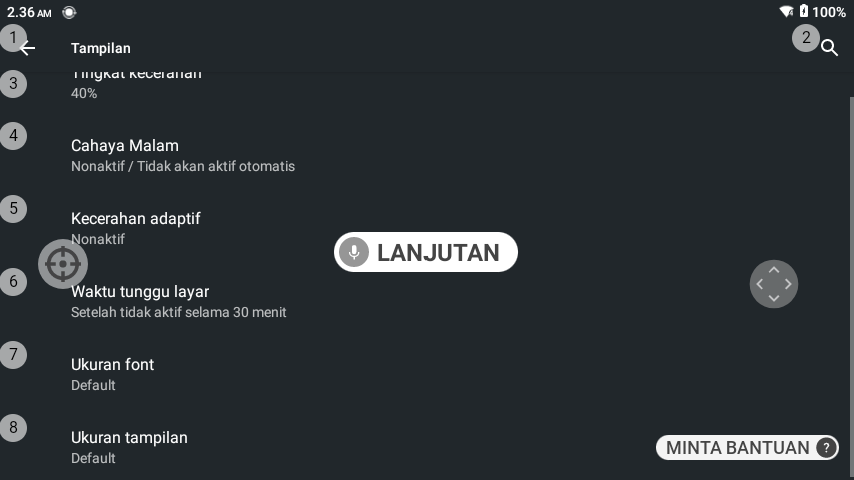 2.36 AM
100%
1
Tampilan
2
3
Tingkat kecerahan
40%
4
Cahaya Malam
Nonaktif / Tidak akan aktif otomatis
5
Kecerahan adaptif
Nonaktif
LANJUTAN
6
Waktu tunggu layar
Setelah tidak aktif selama 30 menit
7
Ukuran font
Default
8
Ukuran tampilan
Default
MINTA BANTUAN ?